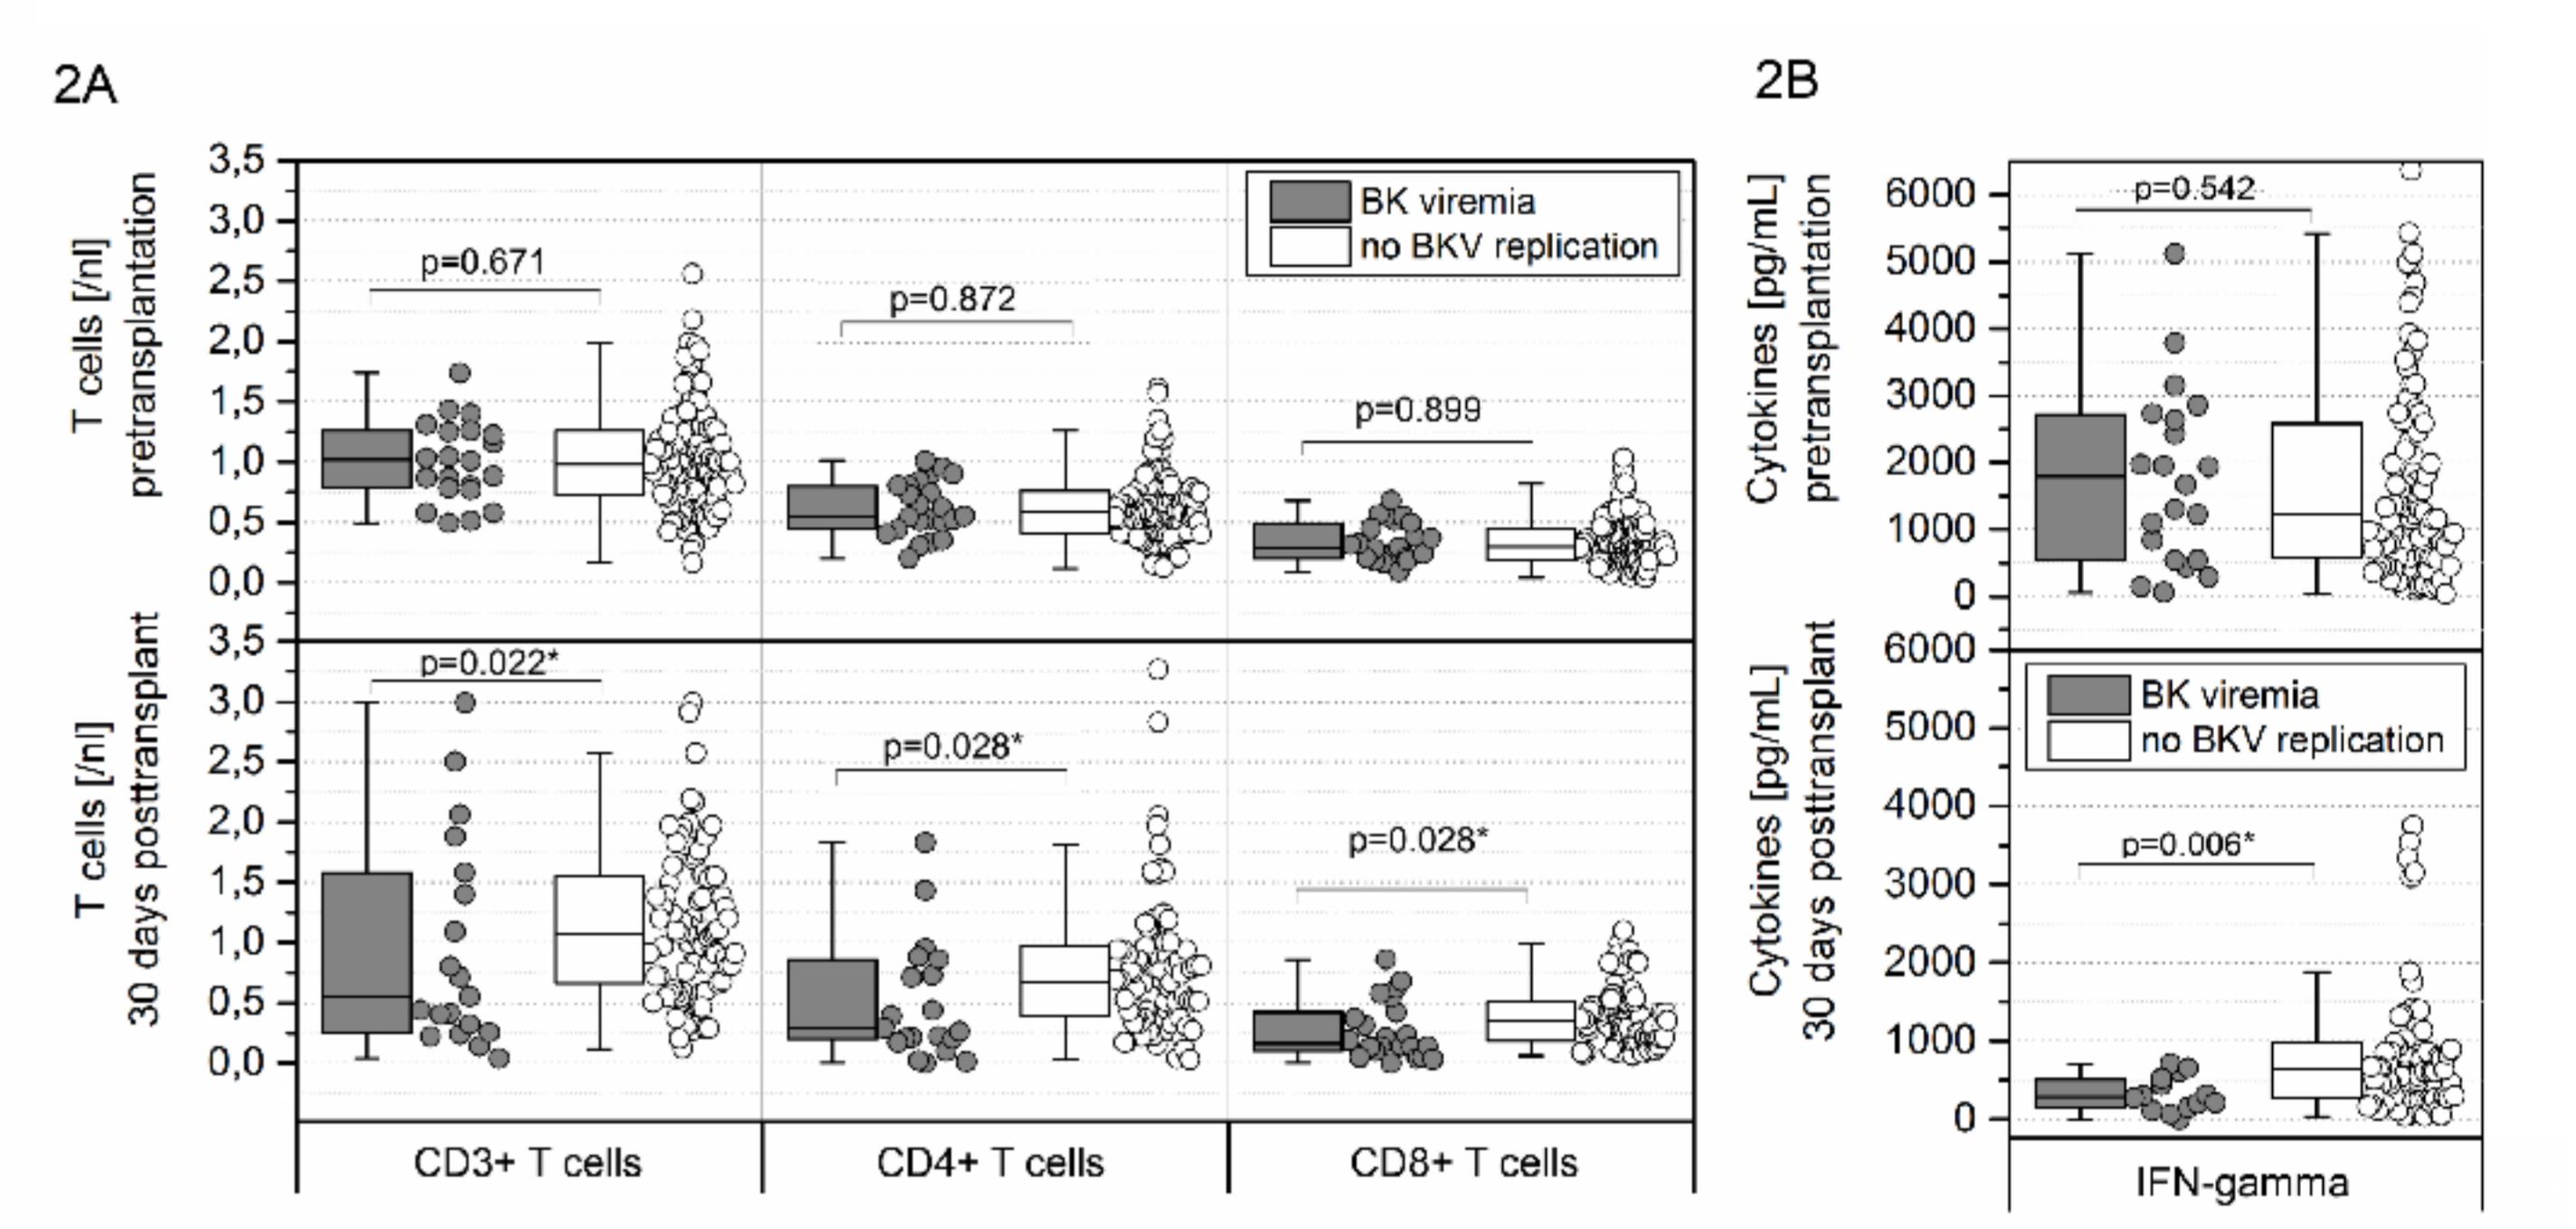 2A
2B
T cells [/nl]
pretransplantation
3,5
3,0
2,5
2,0
1,5
1,0
0,5
0,0
p=0.671
p=0.872
p=0.899
BK viremia
no BKV replication
T cells [/nl]
30 days posttransplant
3,5
3,0
2,5
2,0
1,5
1,0
0,5
0,0
p=0.022*
p=0.028*
p=0.028*
CD3+ T cells
CD4+ T cells
CD8+ T cells
Cytokines [pg/mL]
pretransplantation
6000
5000
4000
3000
2000
1000
0
p=0.542
Cytokines [pg/mL]
30 days posttransplant
6000
5000
4000
3000
2000
1000
0
BK viremia
no BKV replication
p=0.006*
IFN-gamma